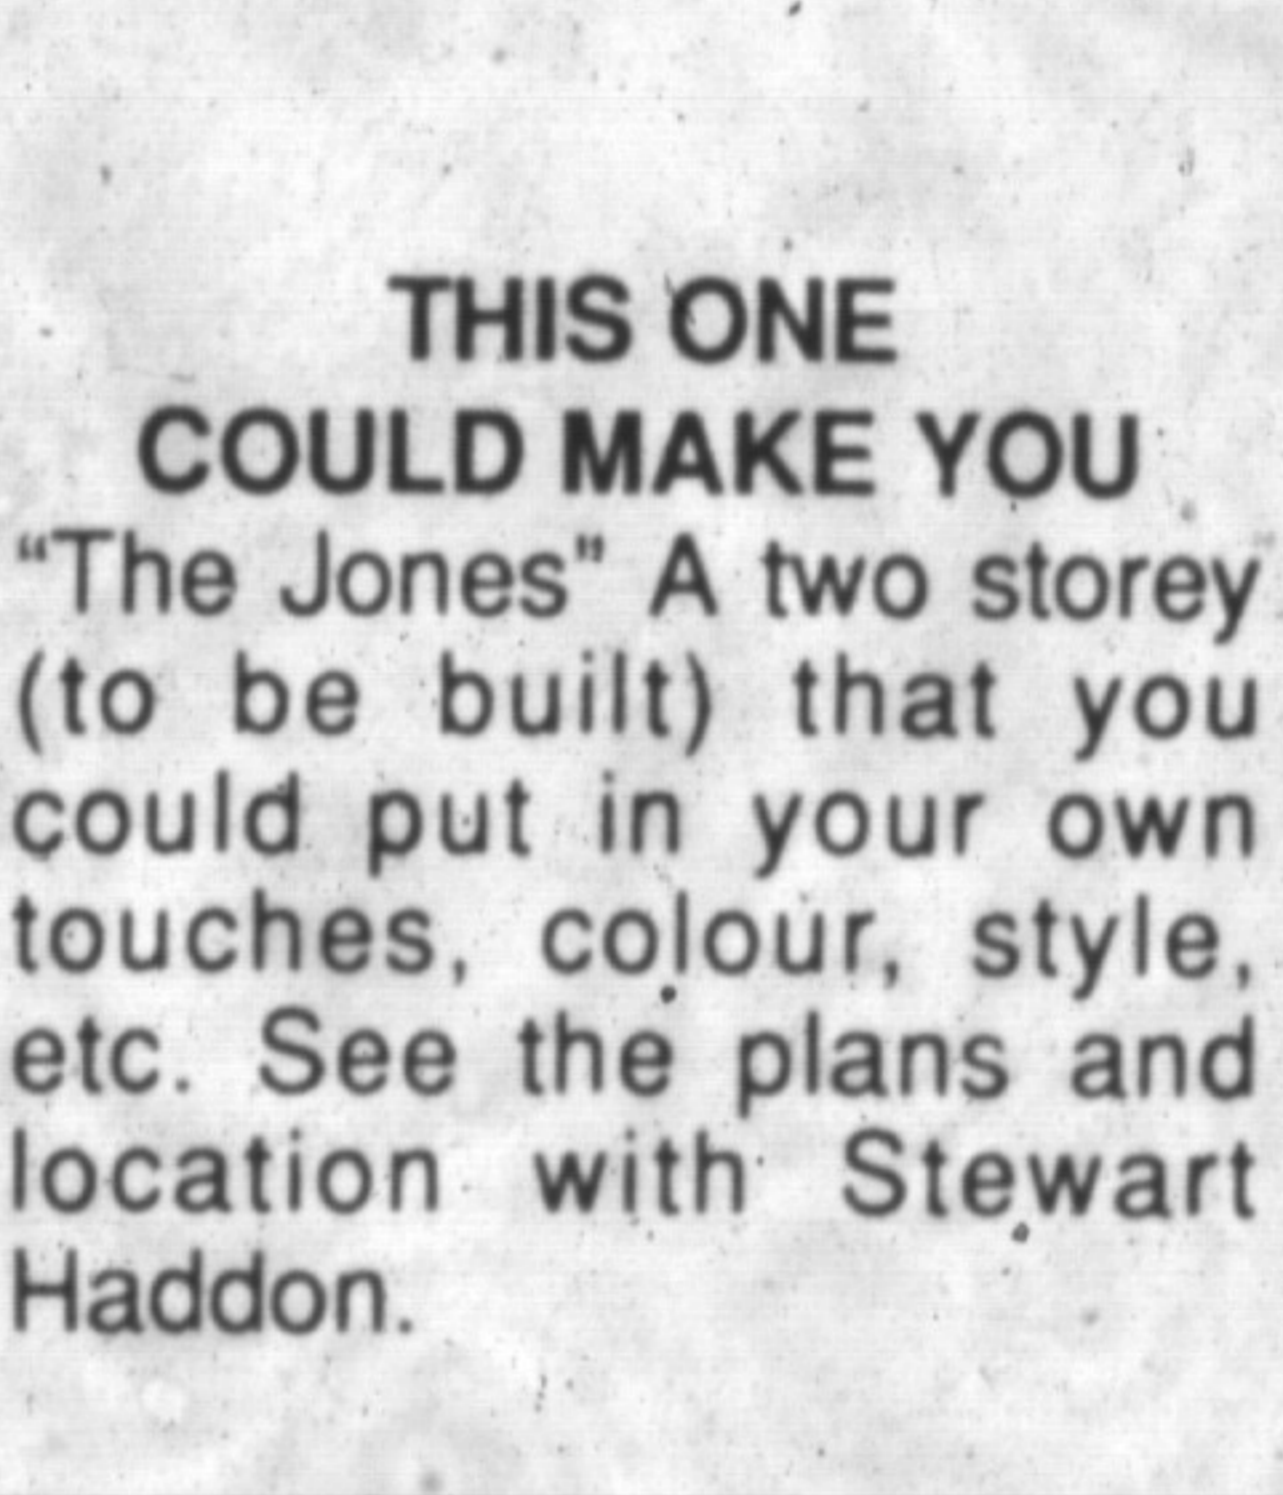 THIS ONE
COULD MAKE YOU
“The Jones” A two storey
(to be built) that you
could put in your own
touches, colour, style,
etc. See the plans and
location with Stewart
Haddon.